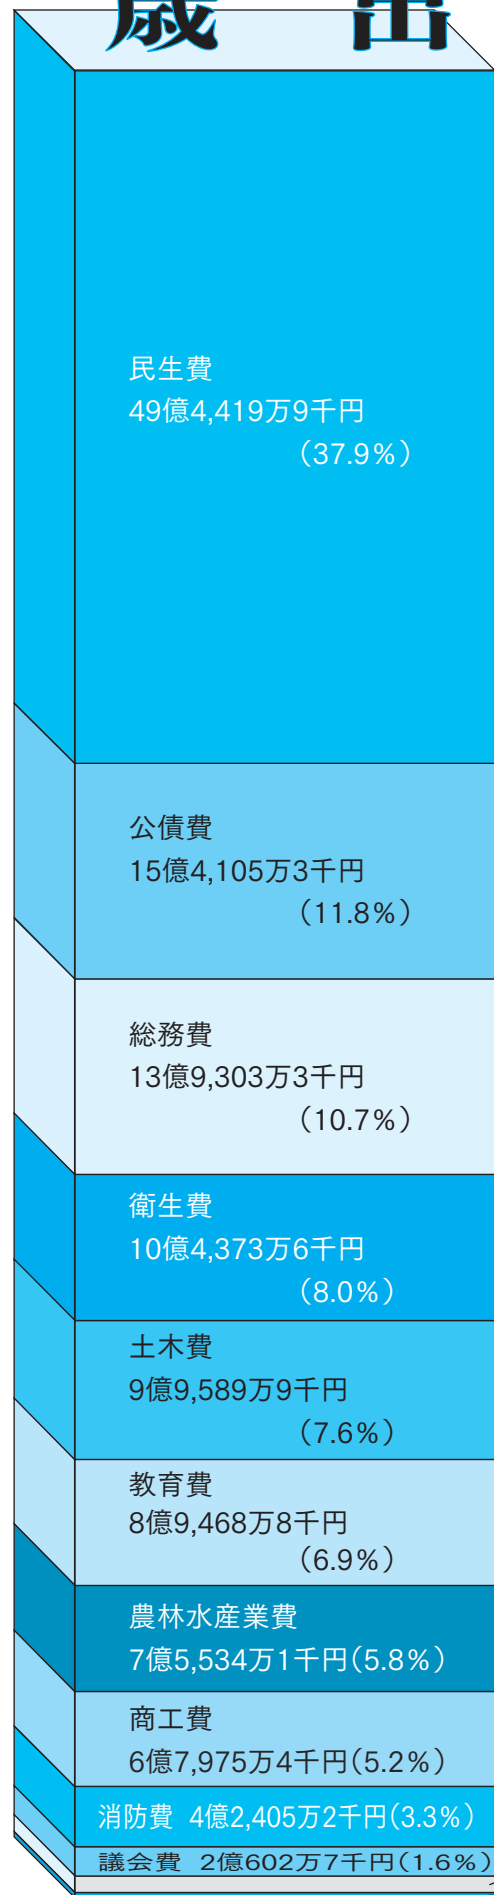 歳出
民生費
49億4,419万9千円
(37.9%)
公債費
15億4,105万3千円
(11.8%)
総務費
13億9,303万3千円
(10.7%)
衛生費
10億4,373万6千円
(8.0%)
土木費
9億9,589万9千円
(7.6%)
教育費
8億9,468万8千円
(6.9%)
農林水産業費
7億5,534万1千円(5.8%)
商工費
6億7,975万4千円(5.2%)
消防費 4億2,405万2千円(3.3%)
議会費 2億602万7千円(1.6%)